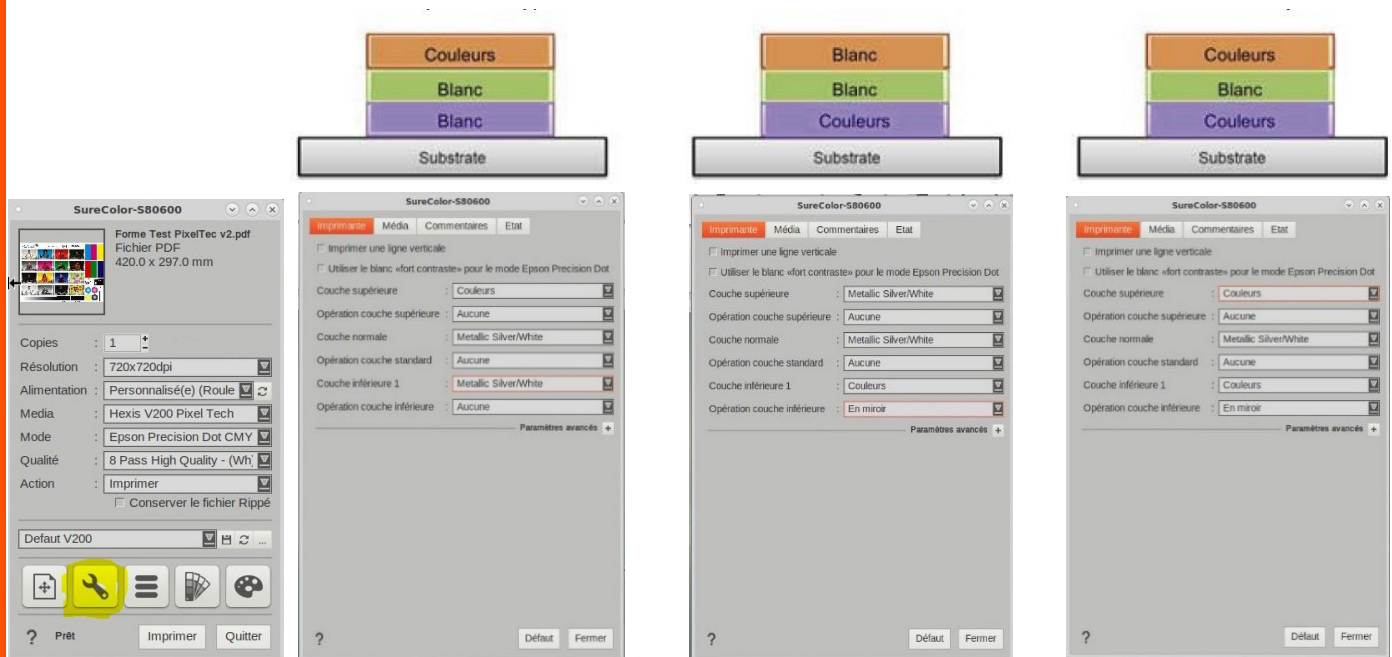 Couleurs
Blanc
Blanc
Substrate
Blanc
Blanc
Couleurs
Substrate
Couleurs
Blanc
Couleurs
Substrate
SureColor-S80600
Forme Test PixelTec v2.pdf
Fichier PDF
420.0 x 297.0 mm
Copies : 1
Résolution : 720x720dpi
Alimentation : Personnalisé(e) (Roule
Media : Hexis V200 Pixel Tech
Mode : Epson Precision Dot CMY
Qualité : 8 Pass High Quality - (Wh
Action : Imprimer
Conserver le fichier Rippé
Defaut V200
...
? Prêt Imprimer Quitter
SureColor-S80600
Imprimante Média Commentaires Etat
Imprimer une ligne verticale
Utiliser le blanc «fort contraste» pour le mode Epson Precision Dot
Couche supérieure : Couleurs
Opération couche supérieure : Aucune
Couche normale : Metallic Silver/White
Opération couche standard : Aucune
Couche inférieure 1 : Metallic Silver/White
Opération couche inférieure : Aucune
Paramètres avancés +
? Défaut Fermer
SureColor-S80600
Imprimante Média Commentaires Etat
Imprimer une ligne verticale
Utiliser le blanc «fort contraste» pour le mode Epson Precision Dot
Couche supérieure : Metallic Silver/White
Opération couche supérieure : Aucune
Couche normale : Metallic Silver/White
Opération couche standard : Aucune
Couche inférieure 1 : Couleurs
Opération couche inférieure : En miroir
Paramètres avancés +
? Défaut Fermer
SureColor-S80600
Imprimante Média Commentaires Etat
Imprimer une ligne verticale
Utiliser le blanc «fort contraste» pour le mode Epson Precision Dot
Couche supérieure : Couleurs
Opération couche supérieure : Aucune
Couche normale : Metallic Silver/White
Opération couche standard : Aucune
Couche inférieure 1 : Couleurs
Opération couche inférieure : En miroir
Paramètres avancés +
? Défaut Fermer